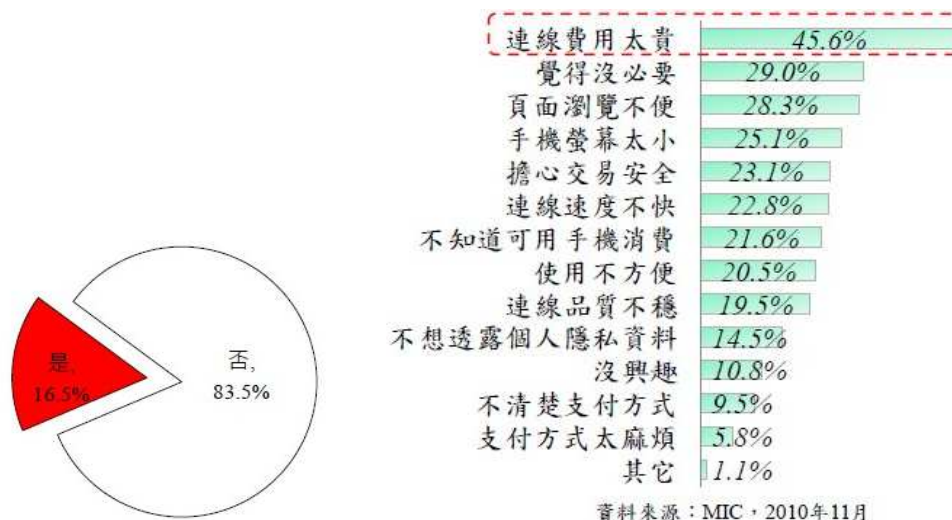 是,
16.5%
否,
83.5%
連線費用太貴 45.6%
覺得沒必要 29.0%
頁面瀏覽不便 28.3%
手機螢幕太小 25.1%
擔心交易安全 23.1%
連線速度不快 22.8%
不知道可用手機消費 21.6%
使用不方便 20.5%
連線品質不穩 19.5%
不想透露個人隱私資料 14.5%
沒興趣 10.8%
不清楚支付方式 9.5%
支付方式太麻煩 5.8%
其它 1.1%
資料來源：MIC，2010年11月